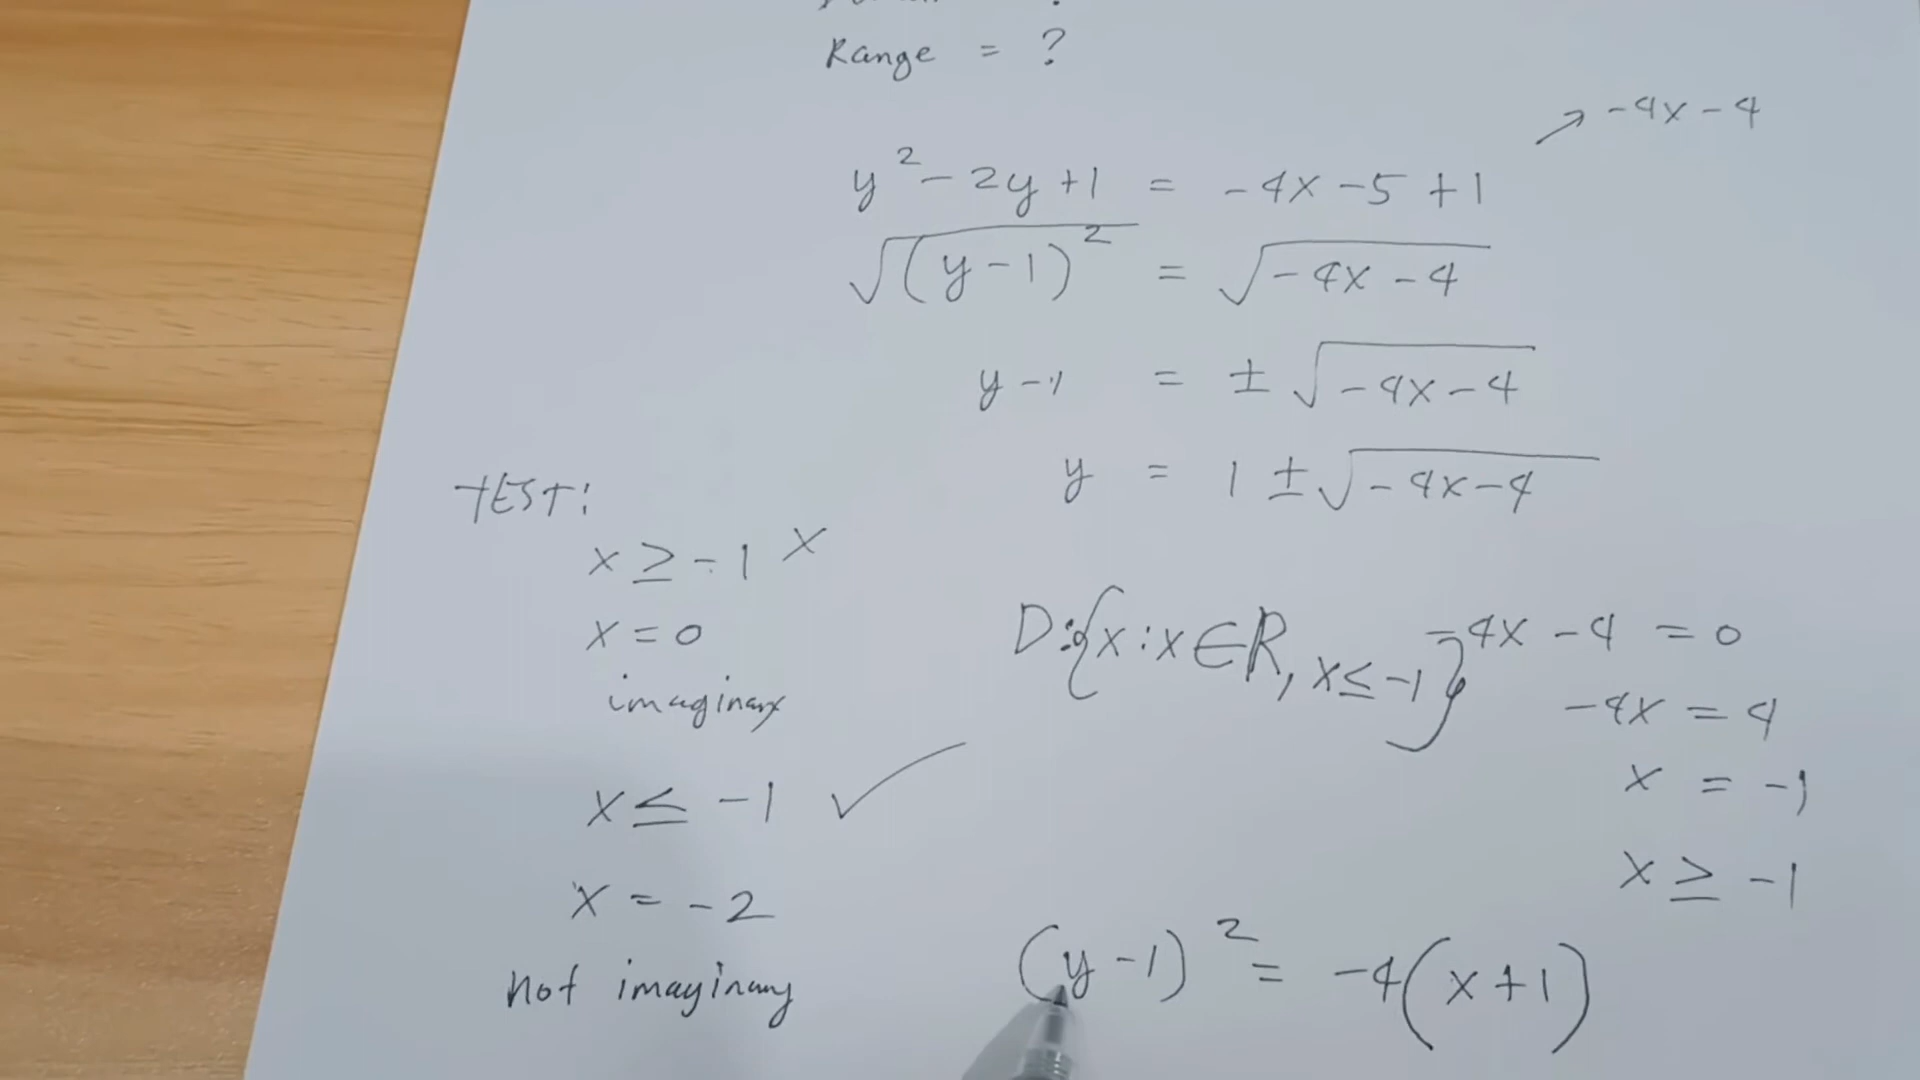 Range = ?
→ -4x - 4
y² - 2y + 1 = -4x - 5 + 1
√(y - 1)² = √-4x - 4
y - 1 = ± √-4x - 4
y = 1 ± √-4x - 4
TEST:
x ≥ -1 x
x = 0
imaginary
x ≤ -1 ✓
x = -2
not imaginary
D:{x : x ∈ R, x ≤ -1}
-4x - 4 = 0
-4x = 4
x = -1
x ≥ -1
(y - 1)² = -4(x + 1)